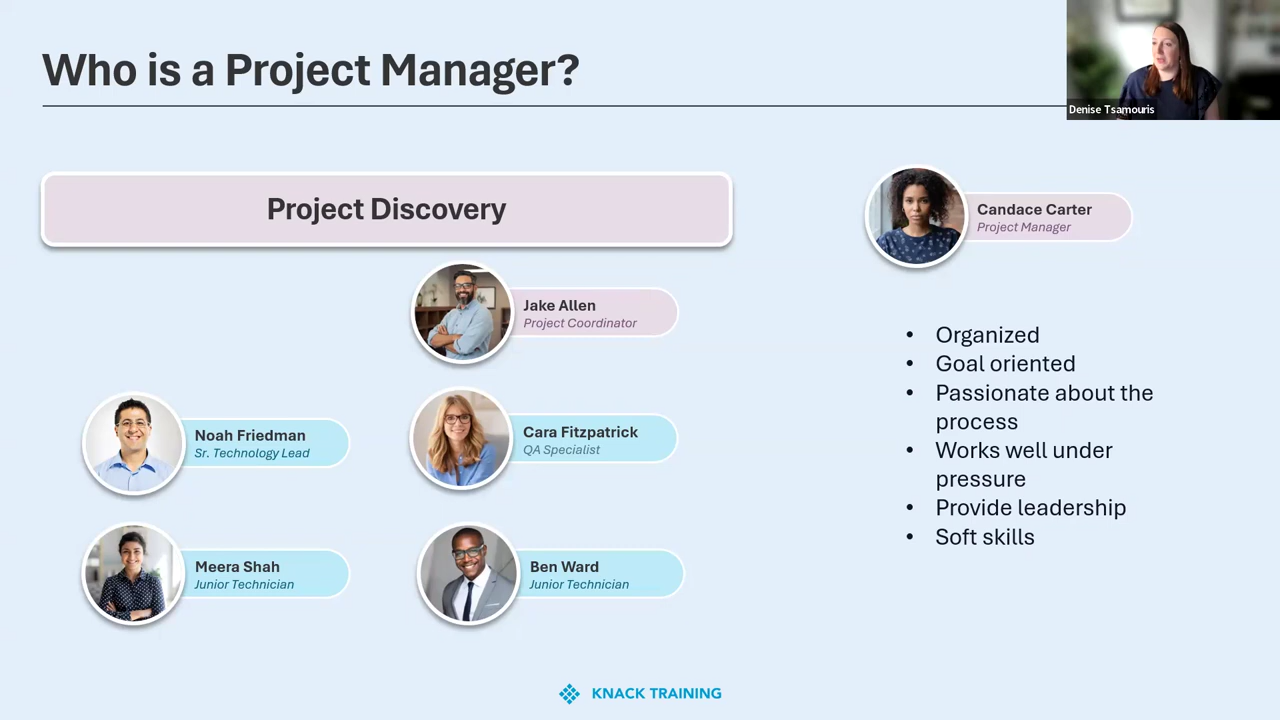 Who is a Project Manager?
Denise Tsamouris
Project Discovery
Candace Carter
Project Manager
Jake Allen
Project Coordinator
Noah Friedman
Sr. Technology Lead
Cara Fitzpatrick
QA Specialist
Meera Shah
Junior Technician
Ben Ward
Junior Technician
• Organized
• Goal oriented
• Passionate about the
process
• Works well under
pressure
• Provide leadership
• Soft skills
KNACK TRAINING